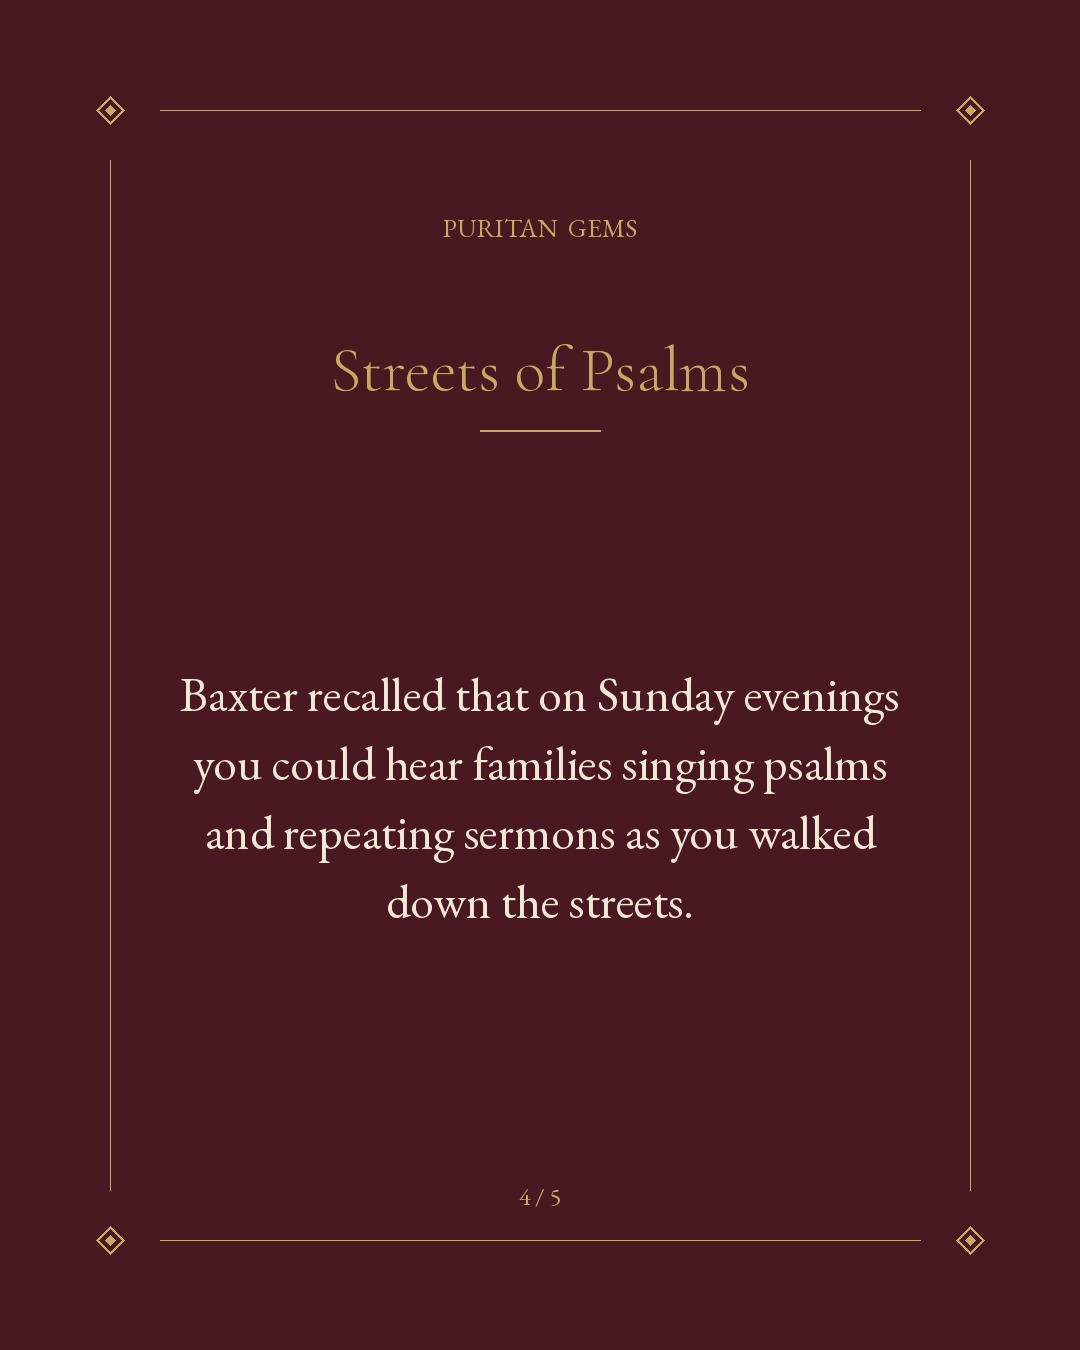 PURITAN GEMS
Streets of Psalms
Baxter recalled that on Sunday evenings
you could hear families singing psalms
and repeating sermons as you walked
down the streets.
4 / 5